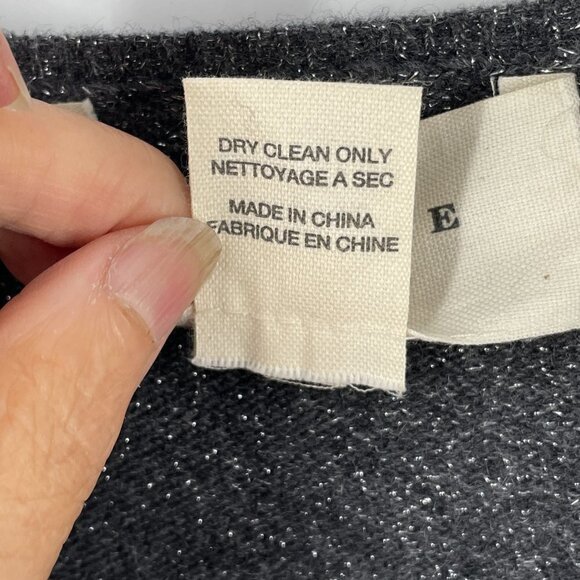 DRY CLEAN ONLY
NETTOYAGE A SEC
MADE IN CHINA
FABRIQUE EN CHINE
E